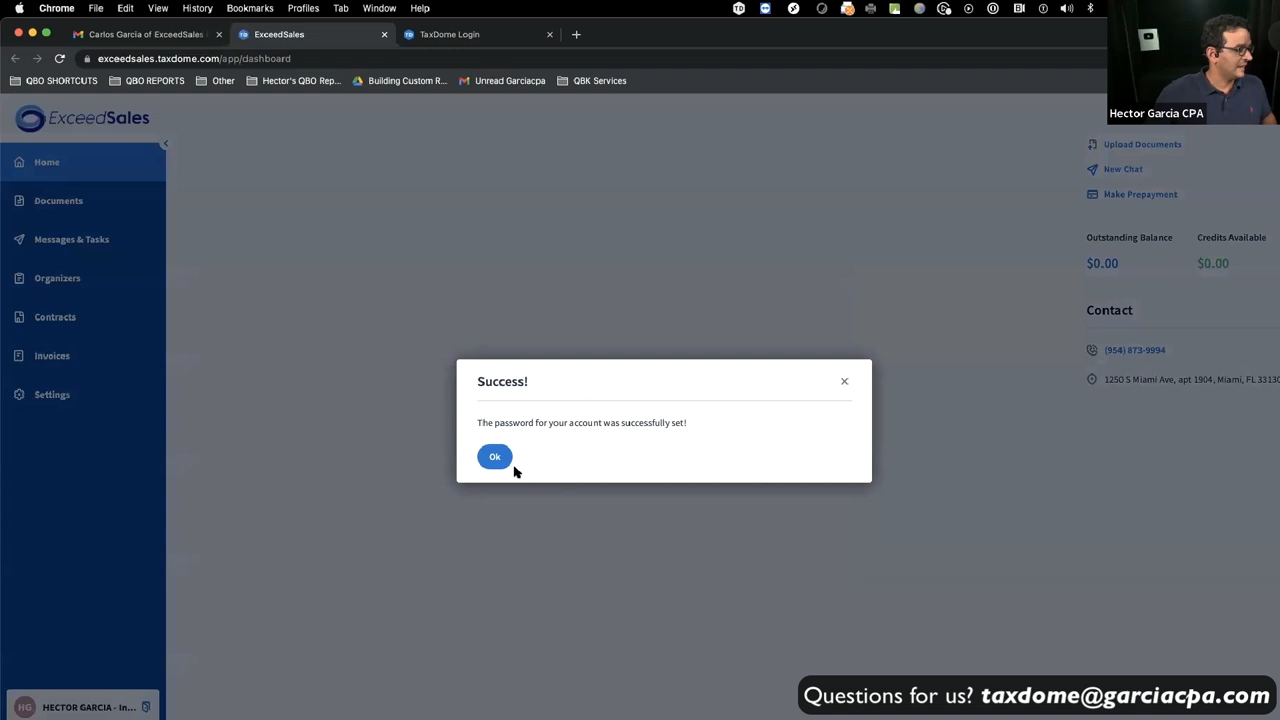 Chrome File Edit View History Bookmarks Profiles Tab Window Help
Carlos Garcia of ExceedSales
ExceedSales
TaxDome Login
exceedsales.taxdome.com/app/dashboard
QBO SHORTCUTS QBO REPORTS Other Hector's QBO Rep... Building Custom R... Unread Garciacpa QBK Services
Hector Garcia CPA
ExceedSales
Home
Documents
Messages & Tasks
Organizers
Contracts
Invoices
Settings
HECTOR GARCIA - In...
HG
Upload Documents
New Chat
Make Prepayment
Outstanding Balance Credits Available
$0.00 $0.00
Contact
(954) 873-9994
1250 S Miami Ave, apt 1904, Miami, FL 33130
Success!
The password for your account was successfully set!
Ok
Questions for us? taxdome@garciacpa.com